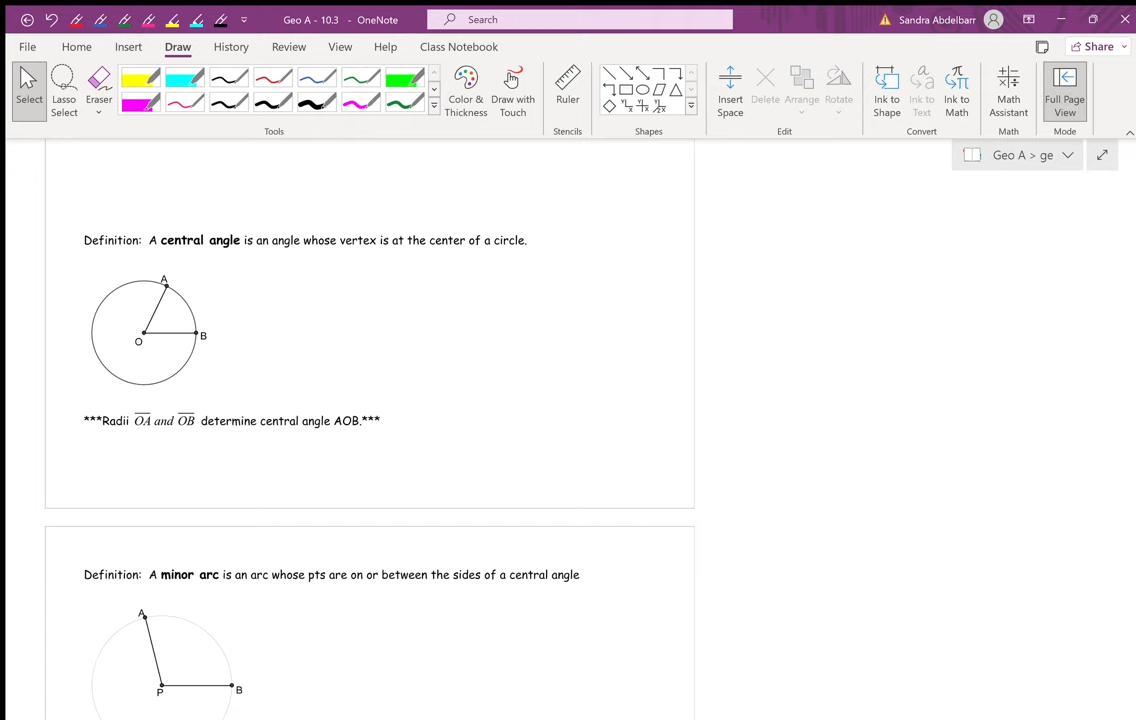 Geo A - 10.3 - OneNote
Search
Sandra Abdelbarr
File Home Insert Draw History Review View Help Class Notebook
Share
Select
Lasso Select
Eraser
Color & Thickness
Draw with Touch
Ruler
Insert Space
Delete
Arrange
Rotate
Ink to Shape
Ink to Text
Ink to Math
Math Assistant
Full Page View
Tools Stencils Shapes Edit Convert Math Mode
Geo A > ge
Definition: A central angle is an angle whose vertex is at the center of a circle.
A
O
B
***Radii OA and OB determine central angle AOB.***
Definition: A minor arc is an arc whose pts are on or between the sides of a central angle
A
P
B